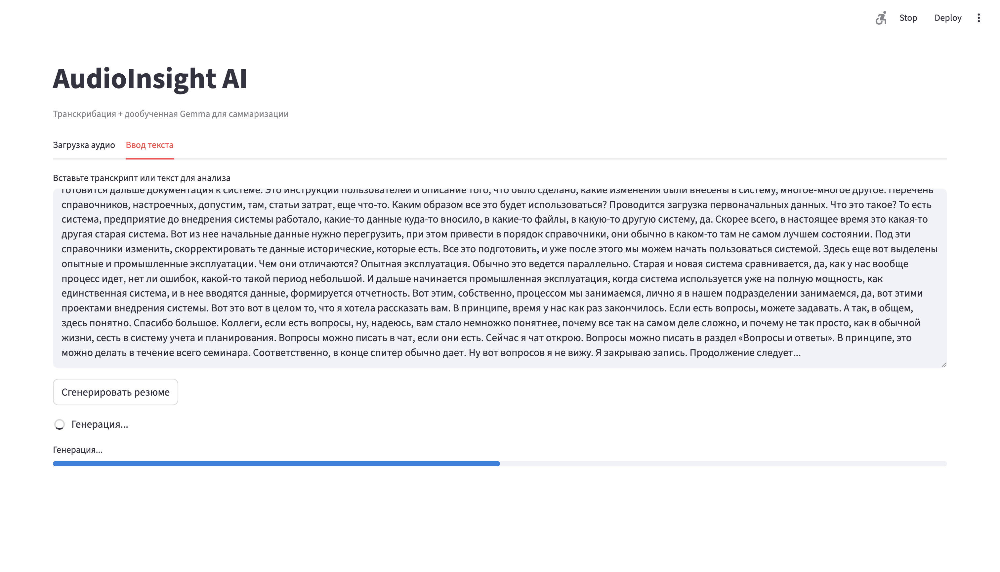 Stop
Deploy
AudioInsight AI
Транскрибация + дообученная Gemma для саммаризации
Загрузка аудио
Ввод текста
Вставьте транскрипт или текст для анализа
готовится дальше документация к системе. Это инструкции пользователей и описание того, что было сделано, какие изменения были внесены в систему, многое-многое другое. Перечень
справочников, настроечных, допустим, там, статьи затрат, еще что-то. Каким образом все это будет использоваться? Проводится загрузка первоначальных данных. Что это такое? То есть
система, предприятие до внедрения системы работало, какие-то данные куда-то вносило, в какие-то файлы, в какую-то другую систему, да. Скорее всего, в настоящее время это какая-то
другая старая система. Вот из нее начальные данные нужно перегрузить, при этом привести в порядок справочники, они обычно в каком-то там не самом лучшем состоянии. Под эти
справочники изменить, скорректировать те данные исторические, которые есть. Все это подготовить, и уже после этого мы можем начать пользоваться системой. Здесь еще вот выделены
опытные и промышленные эксплуатации. Чем они отличаются? Опытная эксплуатация. Обычно это ведется параллельно. Старая и новая система сравнивается, да, как у нас вообще
процесс идет, нет ли ошибок, какой-то такой период небольшой. И дальше начинается промышленная эксплуатация, когда система используется уже на полную мощность, как
единственная система, и в нее вводятся данные, формируется отчетность. Вот этим, собственно, процессом мы занимаемся, лично я в нашем подразделении занимаемся, да, вот этими
проектами внедрения системы. Вот это вот в целом то, что я хотела рассказать вам. В принципе, время у нас как раз закончилось. Если есть вопросы, можете задавать. А так, в общем,
здесь понятно. Спасибо большое. Коллеги, если есть вопросы, ну, надеюсь, вам стало немножко понятнее, почему все так на самом деле сложно, и почему не так просто, как в обычной
жизни, сесть в систему учета и планирования. Вопросы можно писать в чат, если они есть. Сейчас я чат открою. Вопросы можно писать в раздел «Вопросы и ответы». В принципе, это
можно делать в течение всего семинара. Соответственно, в конце спитер обычно дает. Ну вот вопросов я не вижу. Я закрываю запись. Продолжение следует...
Сгенерировать резюме
Генерация...
Генерация...